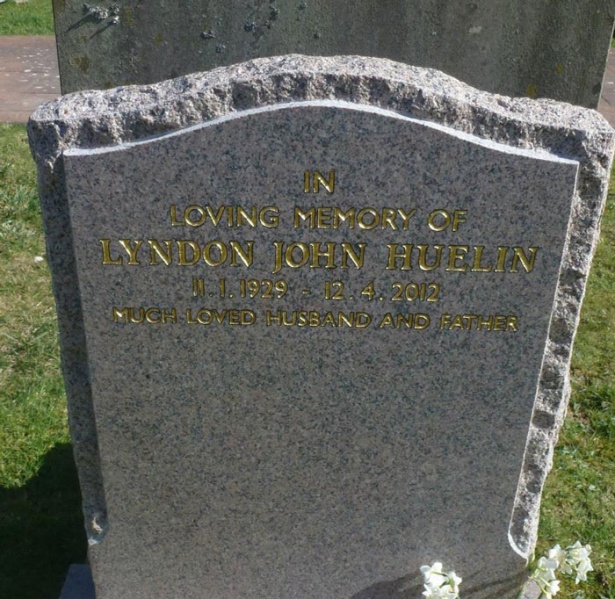 IN
LOVING MEMORY OF
LYNDON JOHN HUELIN
11.1.1929 - 12.4.2012
MUCH LOVED HUSBAND AND FATHER